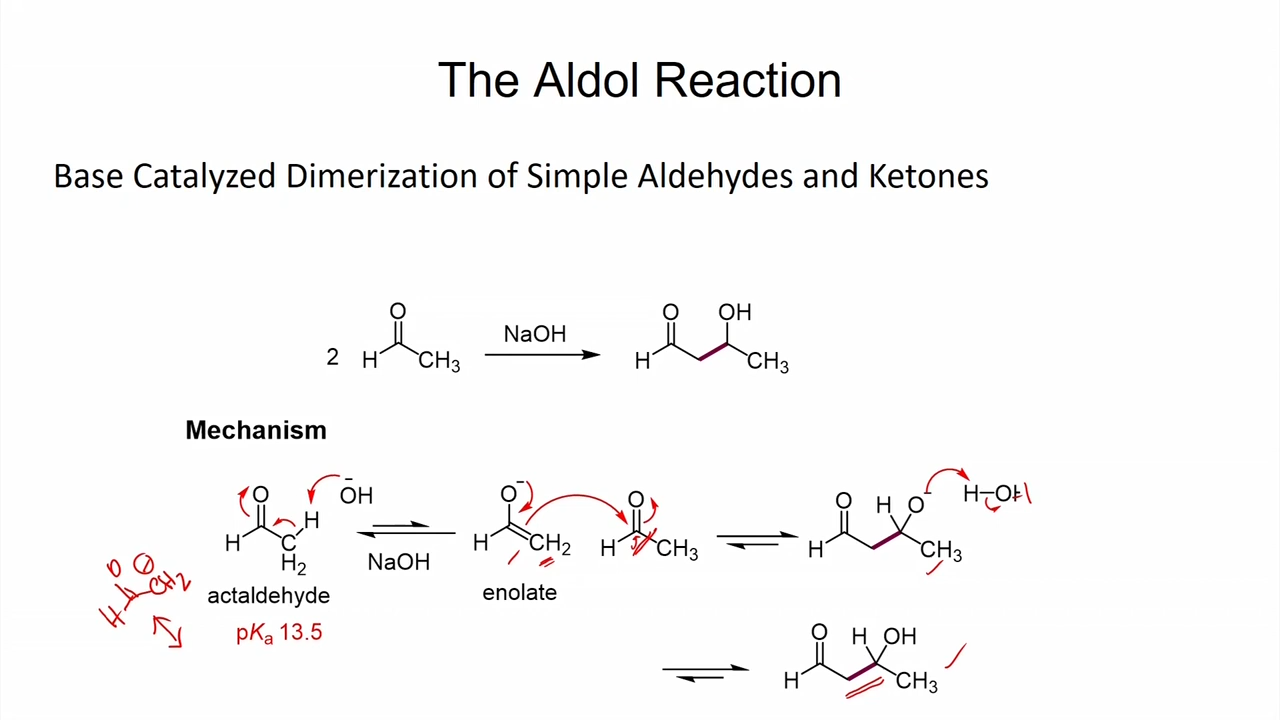 The Aldol Reaction
Base Catalyzed Dimerization of Simple Aldehydes and Ketones
O O OH
2 H CH3 NaOH H CH3
Mechanism
O H -OH O- O O H O- H-OH
H C H2 NaOH H CH2 H CH3 H CH3
O ⊖ CH2 H
actaldehyde enolate
pKa 13.5
O H OH
H CH3